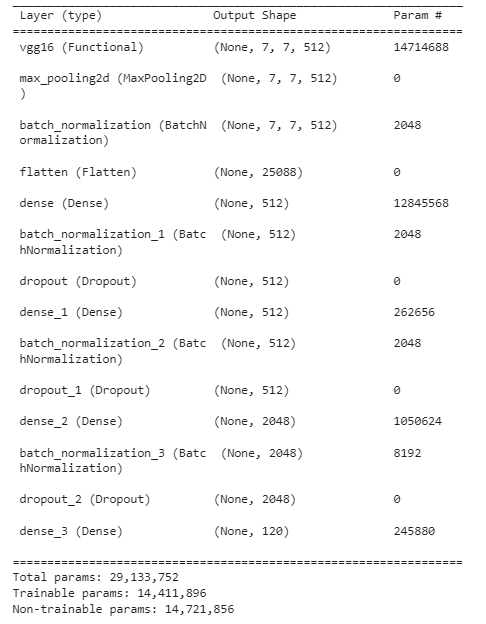 Layer (type) Output Shape Param #
=================================================================
vgg16 (Functional) (None, 7, 7, 512) 14714688
max_pooling2d (MaxPooling2D (None, 7, 7, 512) 0
)
batch_normalization (BatchN (None, 7, 7, 512) 2048
ormalization)
flatten (Flatten) (None, 25088) 0
dense (Dense) (None, 512) 12845568
batch_normalization_1 (Batc (None, 512) 2048
hNormalization)
dropout (Dropout) (None, 512) 0
dense_1 (Dense) (None, 512) 262656
batch_normalization_2 (Batc (None, 512) 2048
hNormalization)
dropout_1 (Dropout) (None, 512) 0
dense_2 (Dense) (None, 2048) 1050624
batch_normalization_3 (Batc (None, 2048) 8192
hNormalization)
dropout_2 (Dropout) (None, 2048) 0
dense_3 (Dense) (None, 120) 245880
=================================================================
Total params: 29,133,752
Trainable params: 14,411,896
Non-trainable params: 14,721,856